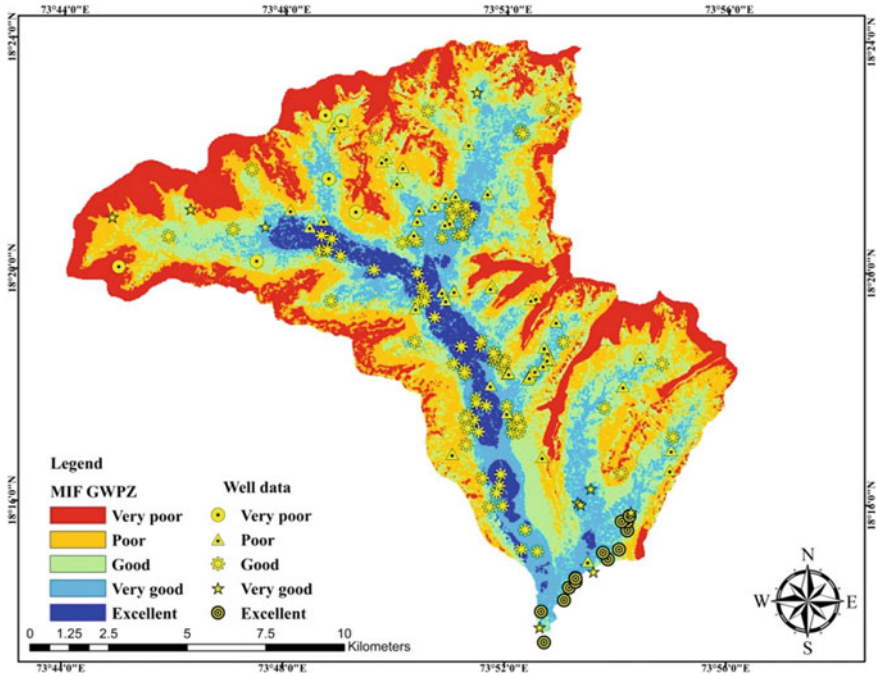 73°44'0"E 73°48'0"E 73°52'0"E 73°56'0"E
18°24'0"N 18°24'0"N
18°20'0"N 18°20'0"N
18°16'0"N 18°16'0"N
Legend
MIF GWPZ Well data
Very poor Very poor
Poor Poor
Good Good
Very good Very good
Excellent Excellent
0 1.25 2.5 5 7.5 10
Kilometers
N
W E
S
73°44'0"E 73°48'0"E 73°52'0"E 73°56'0"E